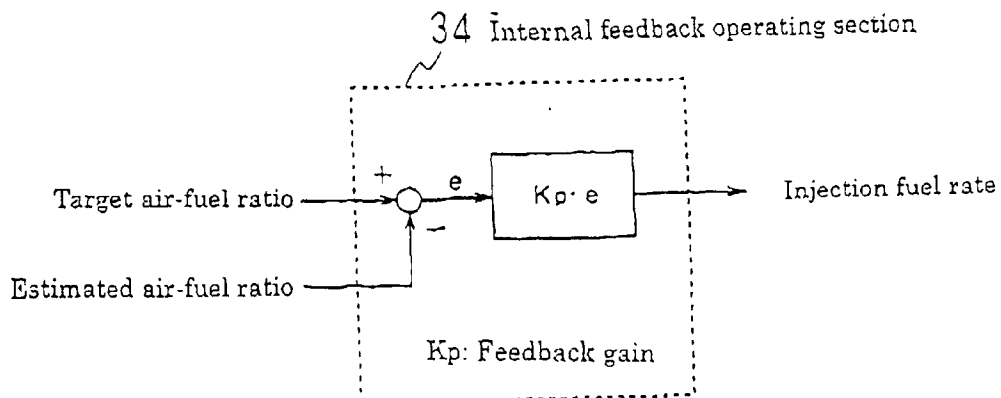 34 Internal feedback operating section
Target air-fuel ratio
+
e
Kp· e
Injection fuel rate
−
Estimated air-fuel ratio
Kp: Feedback gain